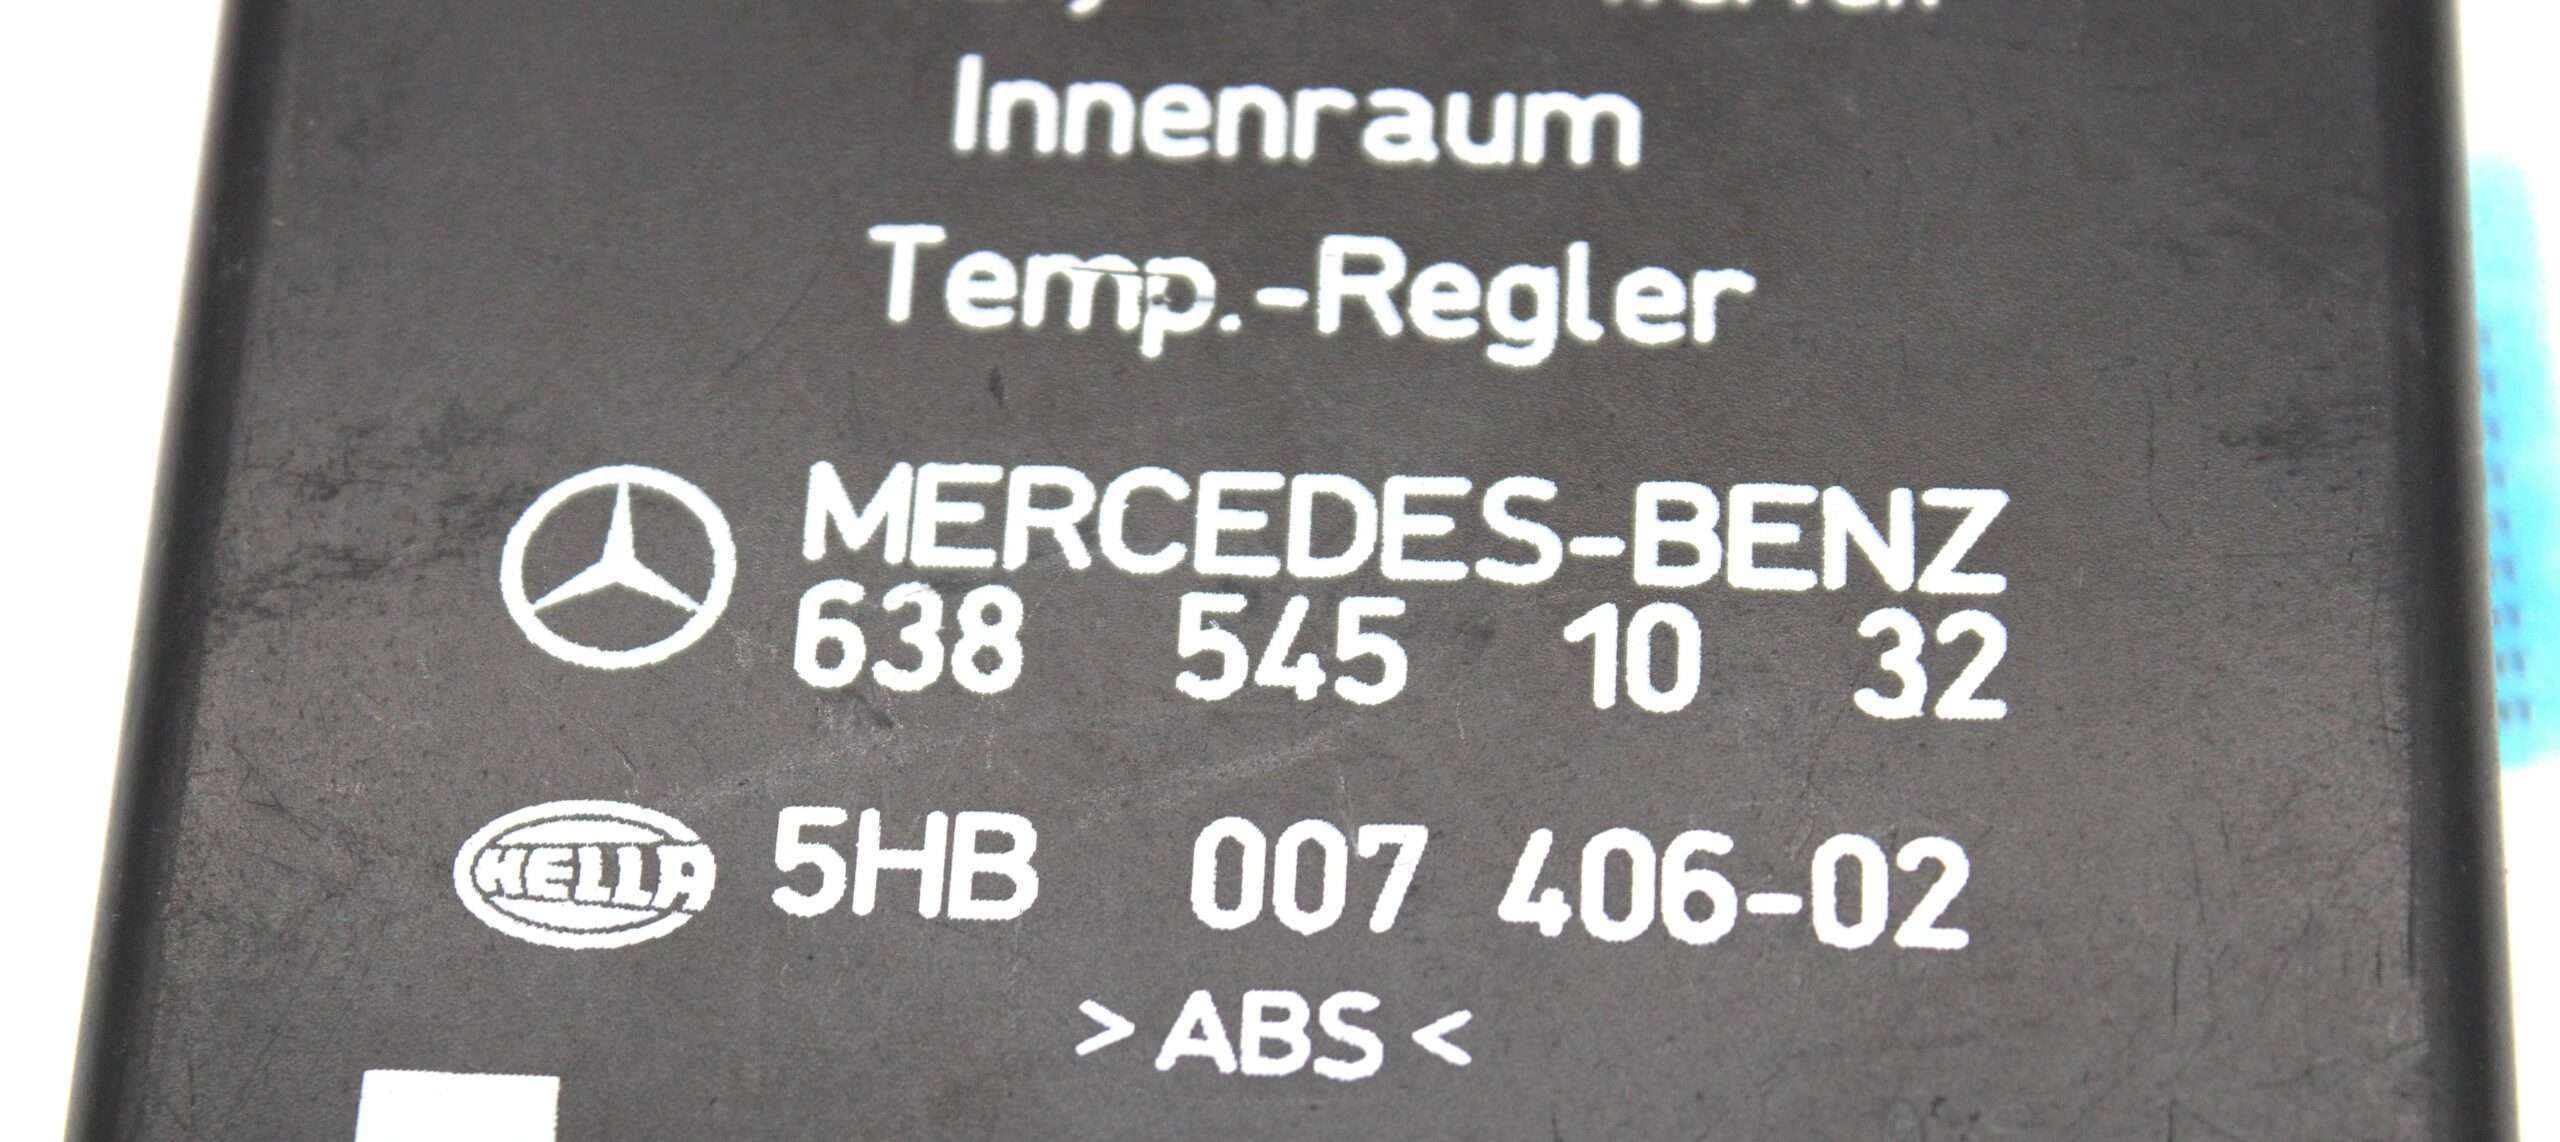 Innenraum
Temp.-Regler
MERCEDES-BENZ
638 545 10 32
HELLA 5HB 007 406-02
>ABS<